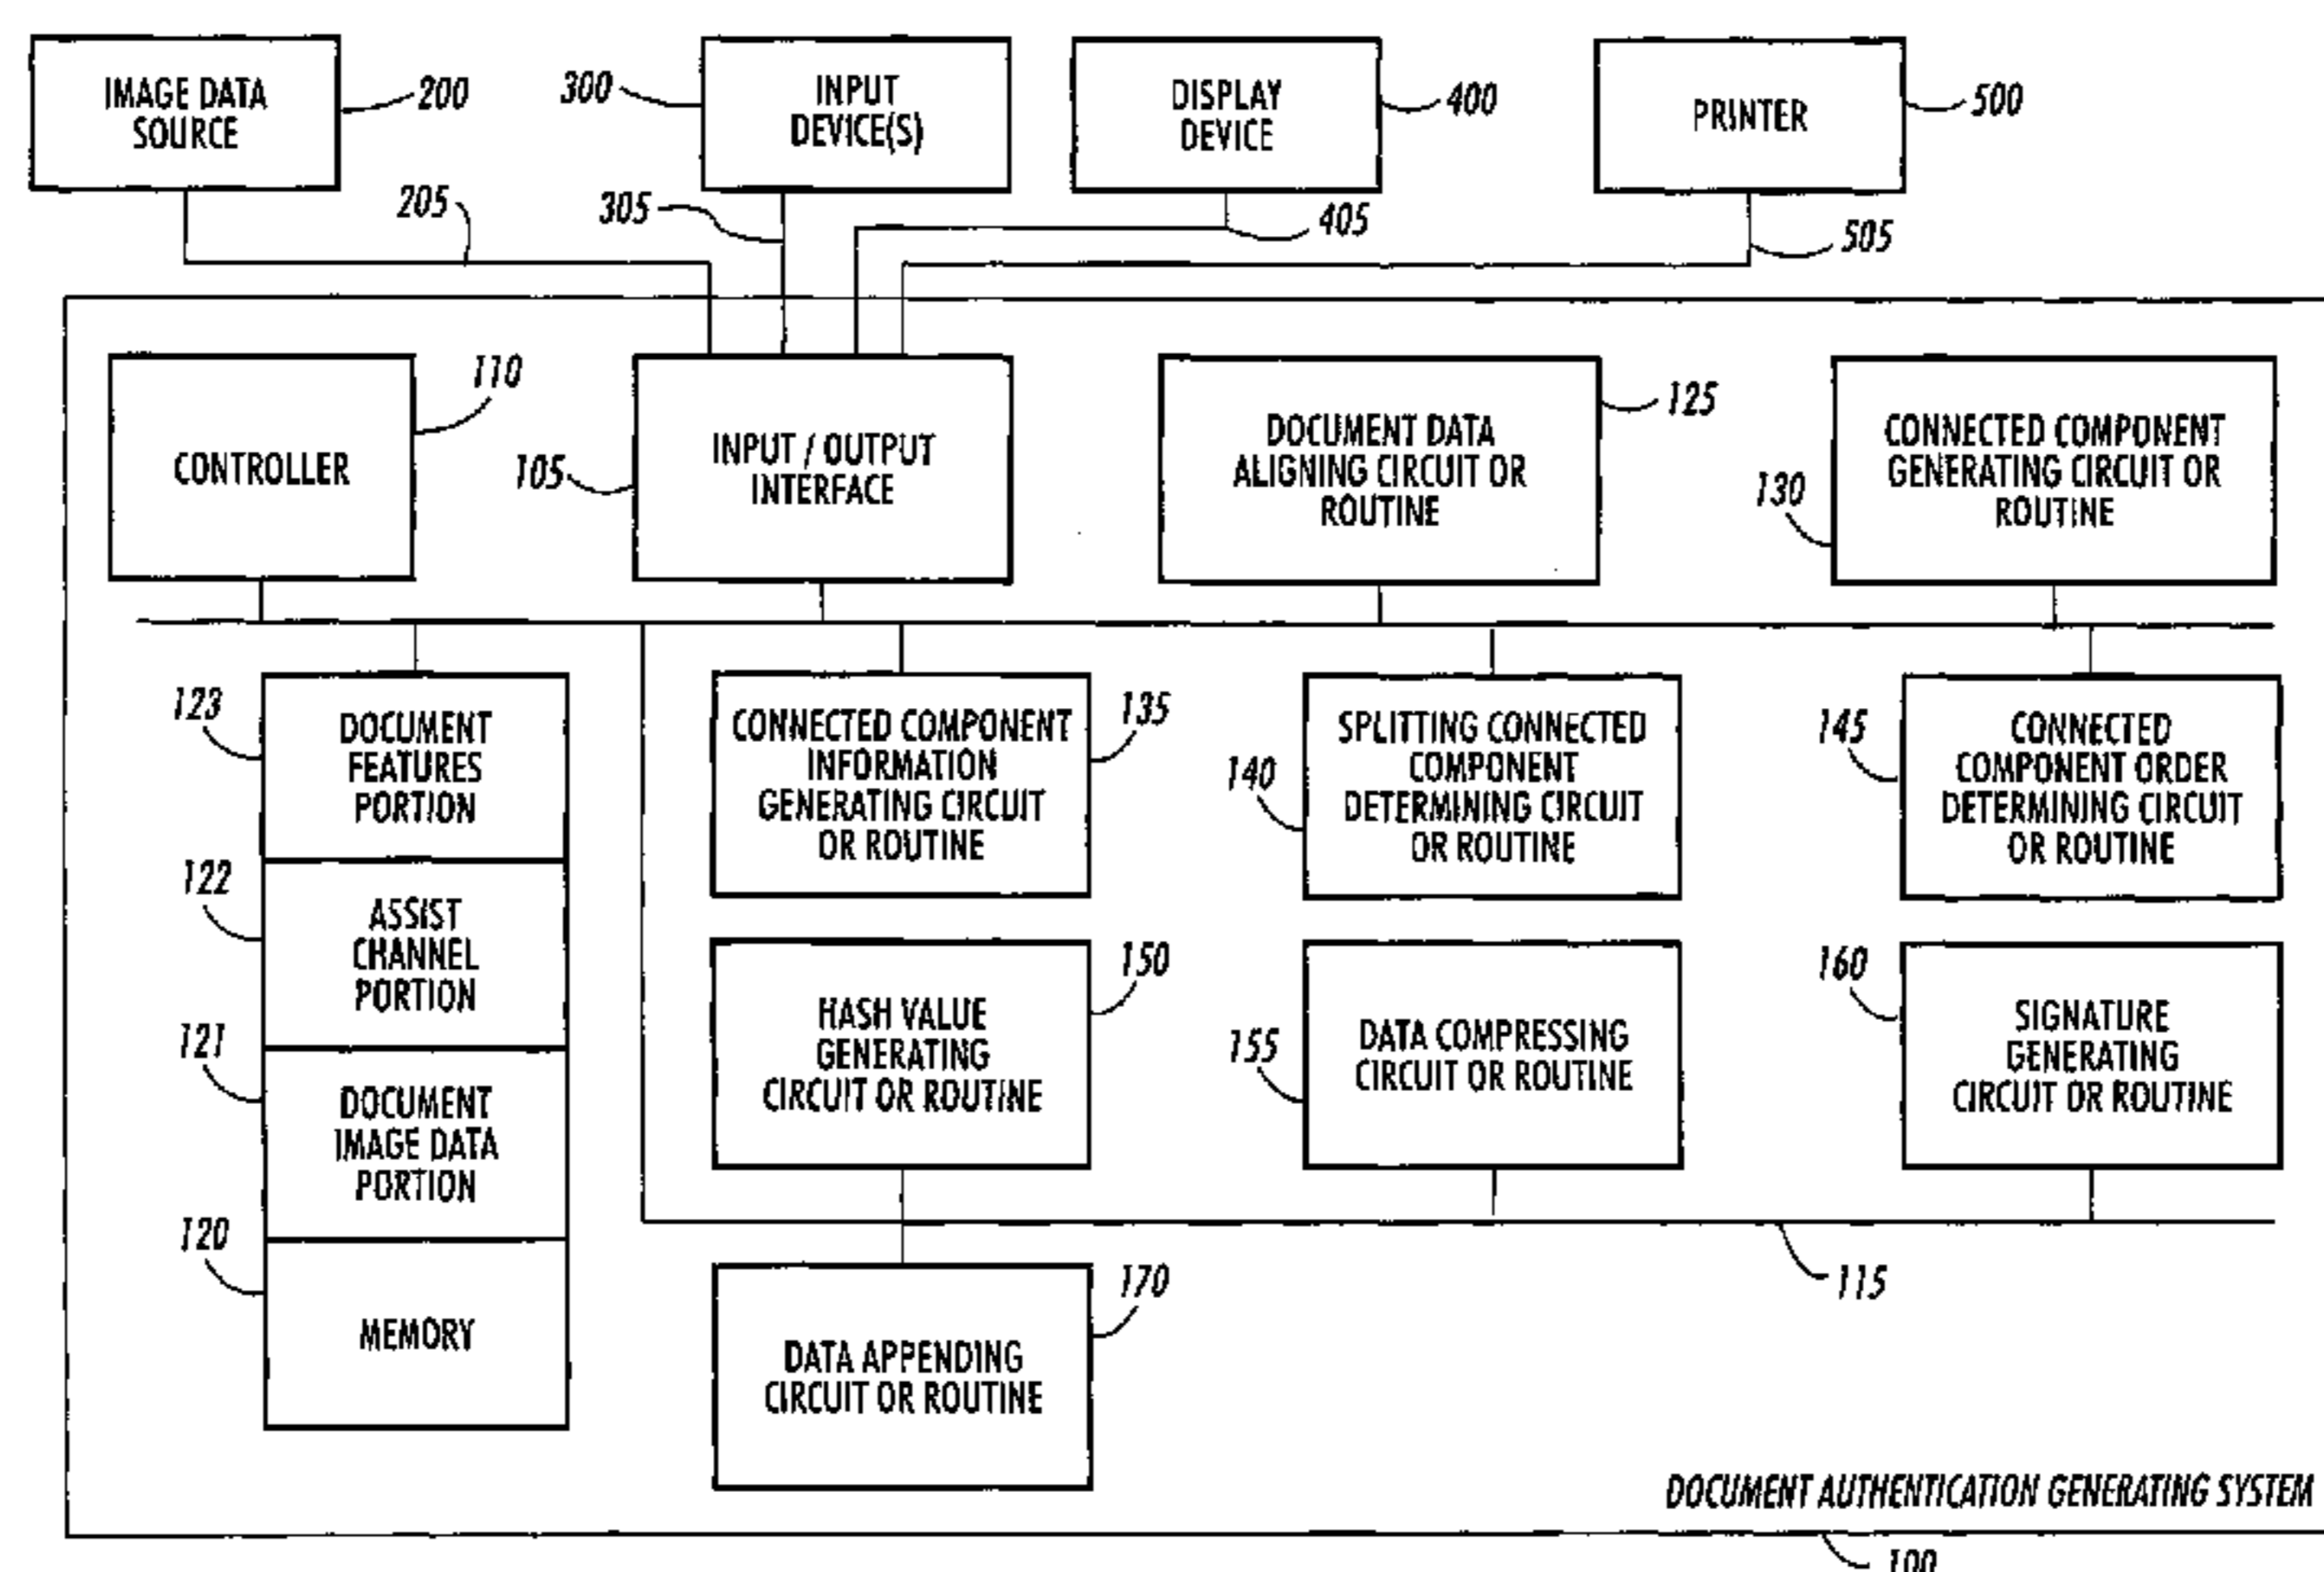 IMAGE DATA
SOURCE
200
300
INPUT
DEVICE(S)
DISPLAY
DEVICE
400
PRINTER
500
205
305
405
505
CONTROLLER
110
105
INPUT / OUTPUT
INTERFACE
DOCUMENT DATA
ALIGNING CIRCUIT OR
ROUTINE
125
130
CONNECTED COMPONENT
GENERATING CIRCUIT OR
ROUTINE
123
DOCUMENT
FEATURES
PORTION
122
ASSIST
CHANNEL
PORTION
121
DOCUMENT
IMAGE DATA
PORTION
120
MEMORY
CONNECTED COMPONENT
INFORMATION
GENERATING CIRCUIT
OR ROUTINE
135
140
SPLITTING CONNECTED
COMPONENT
DETERMINING CIRCUIT
OR ROUTINE
145
CONNECTED
COMPONENT ORDER
DETERMINING CIRCUIT
OR ROUTINE
HASH VALUE
GENERATING
CIRCUIT OR ROUTINE
150
155
DATA COMPRESSING
CIRCUIT OR ROUTINE
160
SIGNATURE
GENERATING
CIRCUIT OR ROUTINE
115
DATA APPENDING
CIRCUIT OR ROUTINE
170
DOCUMENT AUTHENTICATION GENERATING SYSTEM
100